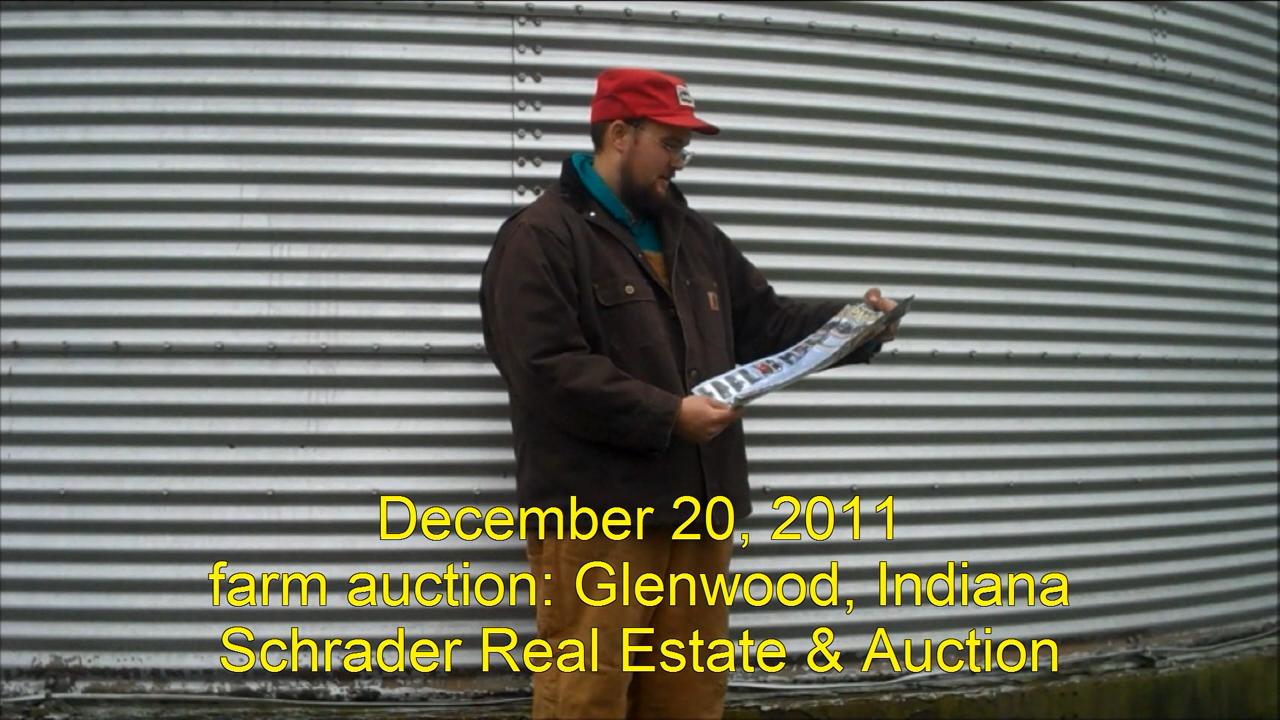 December 20, 2011
farm auction: Glenwood, Indiana
Schrader Real Estate & Auction